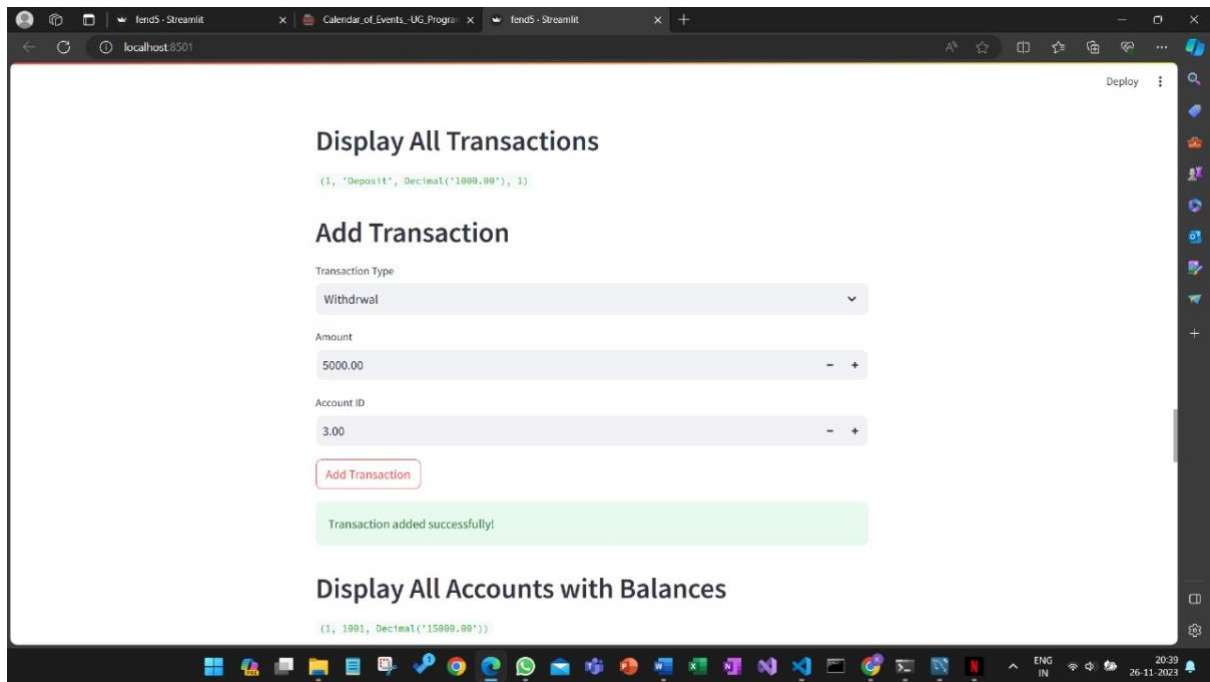 fend5 · Streamlit
Calendar_of_Events_-UG_Program
fend5 · Streamlit
localhost:8501
Deploy
Display All Transactions
(1, 'Deposit', Decimal('1000.00'), 1)
Add Transaction
Transaction Type
Withdrwal
Amount
5000.00
Account ID
3.00
Add Transaction
Transaction added successfully!
Display All Accounts with Balances
(1, 1001, Decimal('15000.00'))
ENG
IN
20:39
26-11-2023